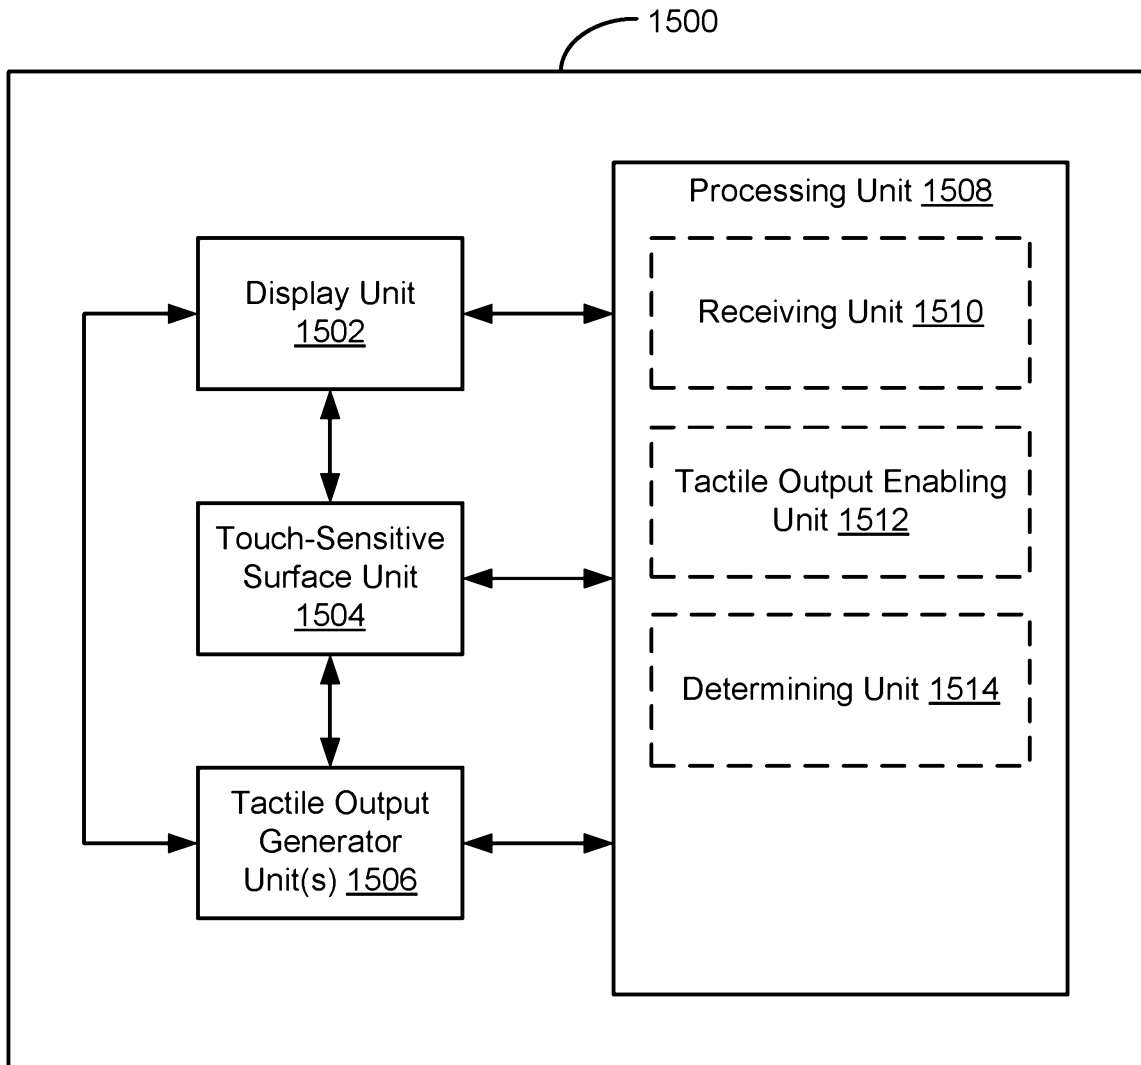 1500
Processing Unit 1508
Display Unit
1502
Receiving Unit 1510
Tactile Output Enabling
Unit 1512
Touch-Sensitive
Surface Unit
1504
Determining Unit 1514
Tactile Output
Generator
Unit(s) 1506